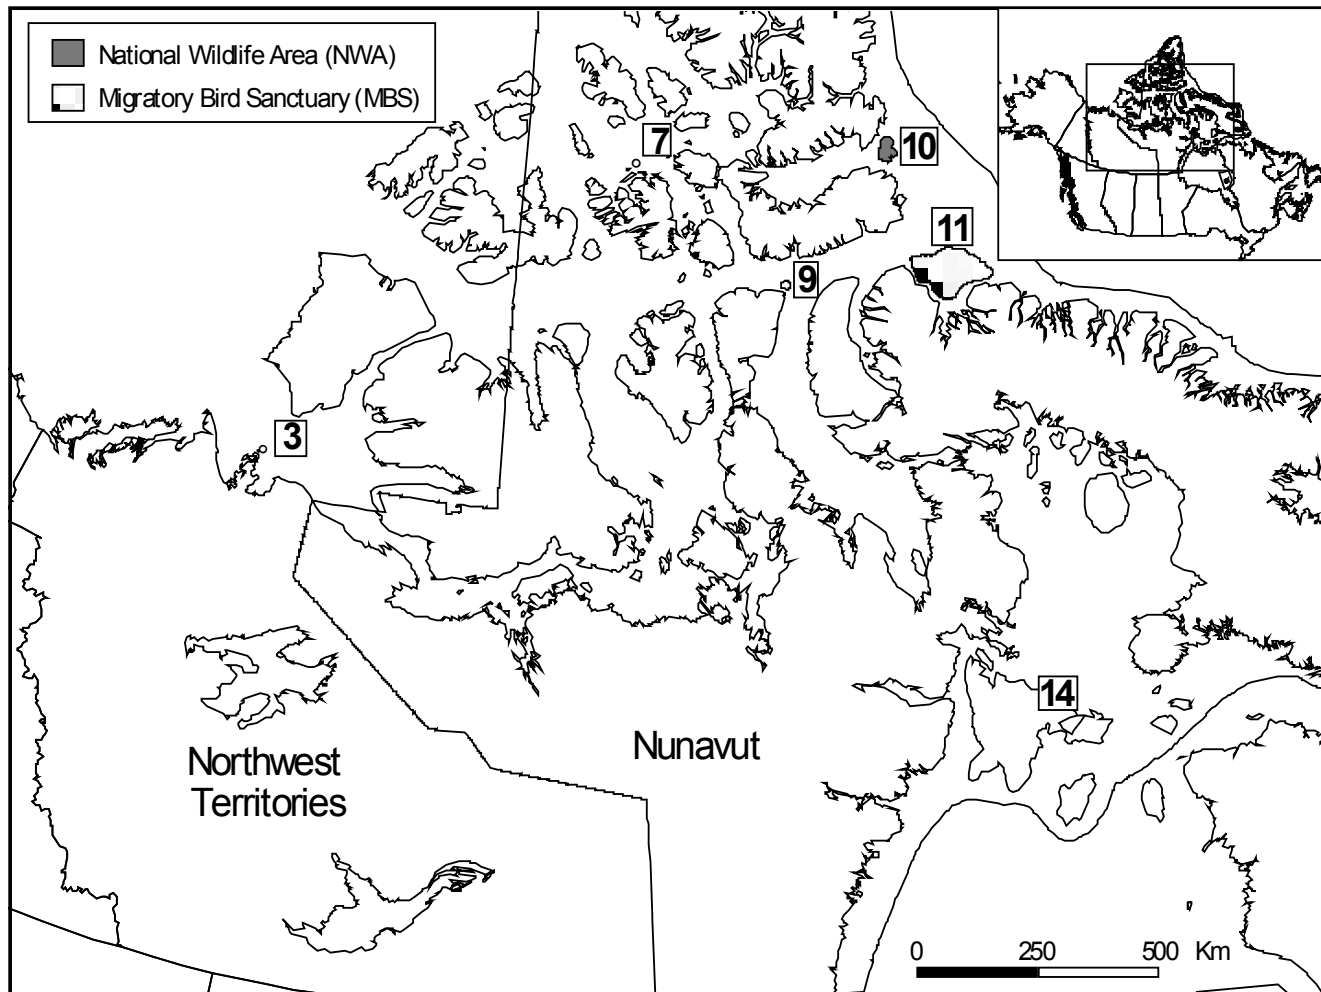 National Wildlife Area (NWA)
Migratory Bird Sanctuary (MBS)
7
10
11
9
3
14
Northwest
Territories
Nunavut
0 250 500 Km